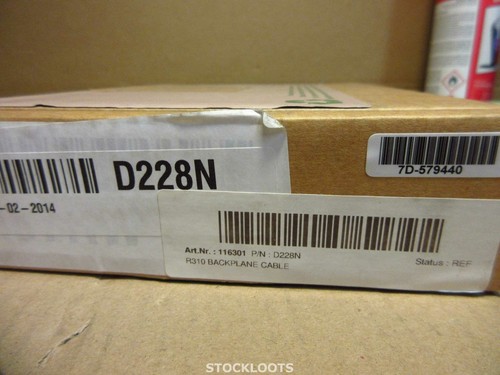 D228N
7D-579440
-02-2014
Art.Nr. : 116301 P/N : D228N
R310 BACKPLANE CABLE
Status : REF
STOCKLOOTS